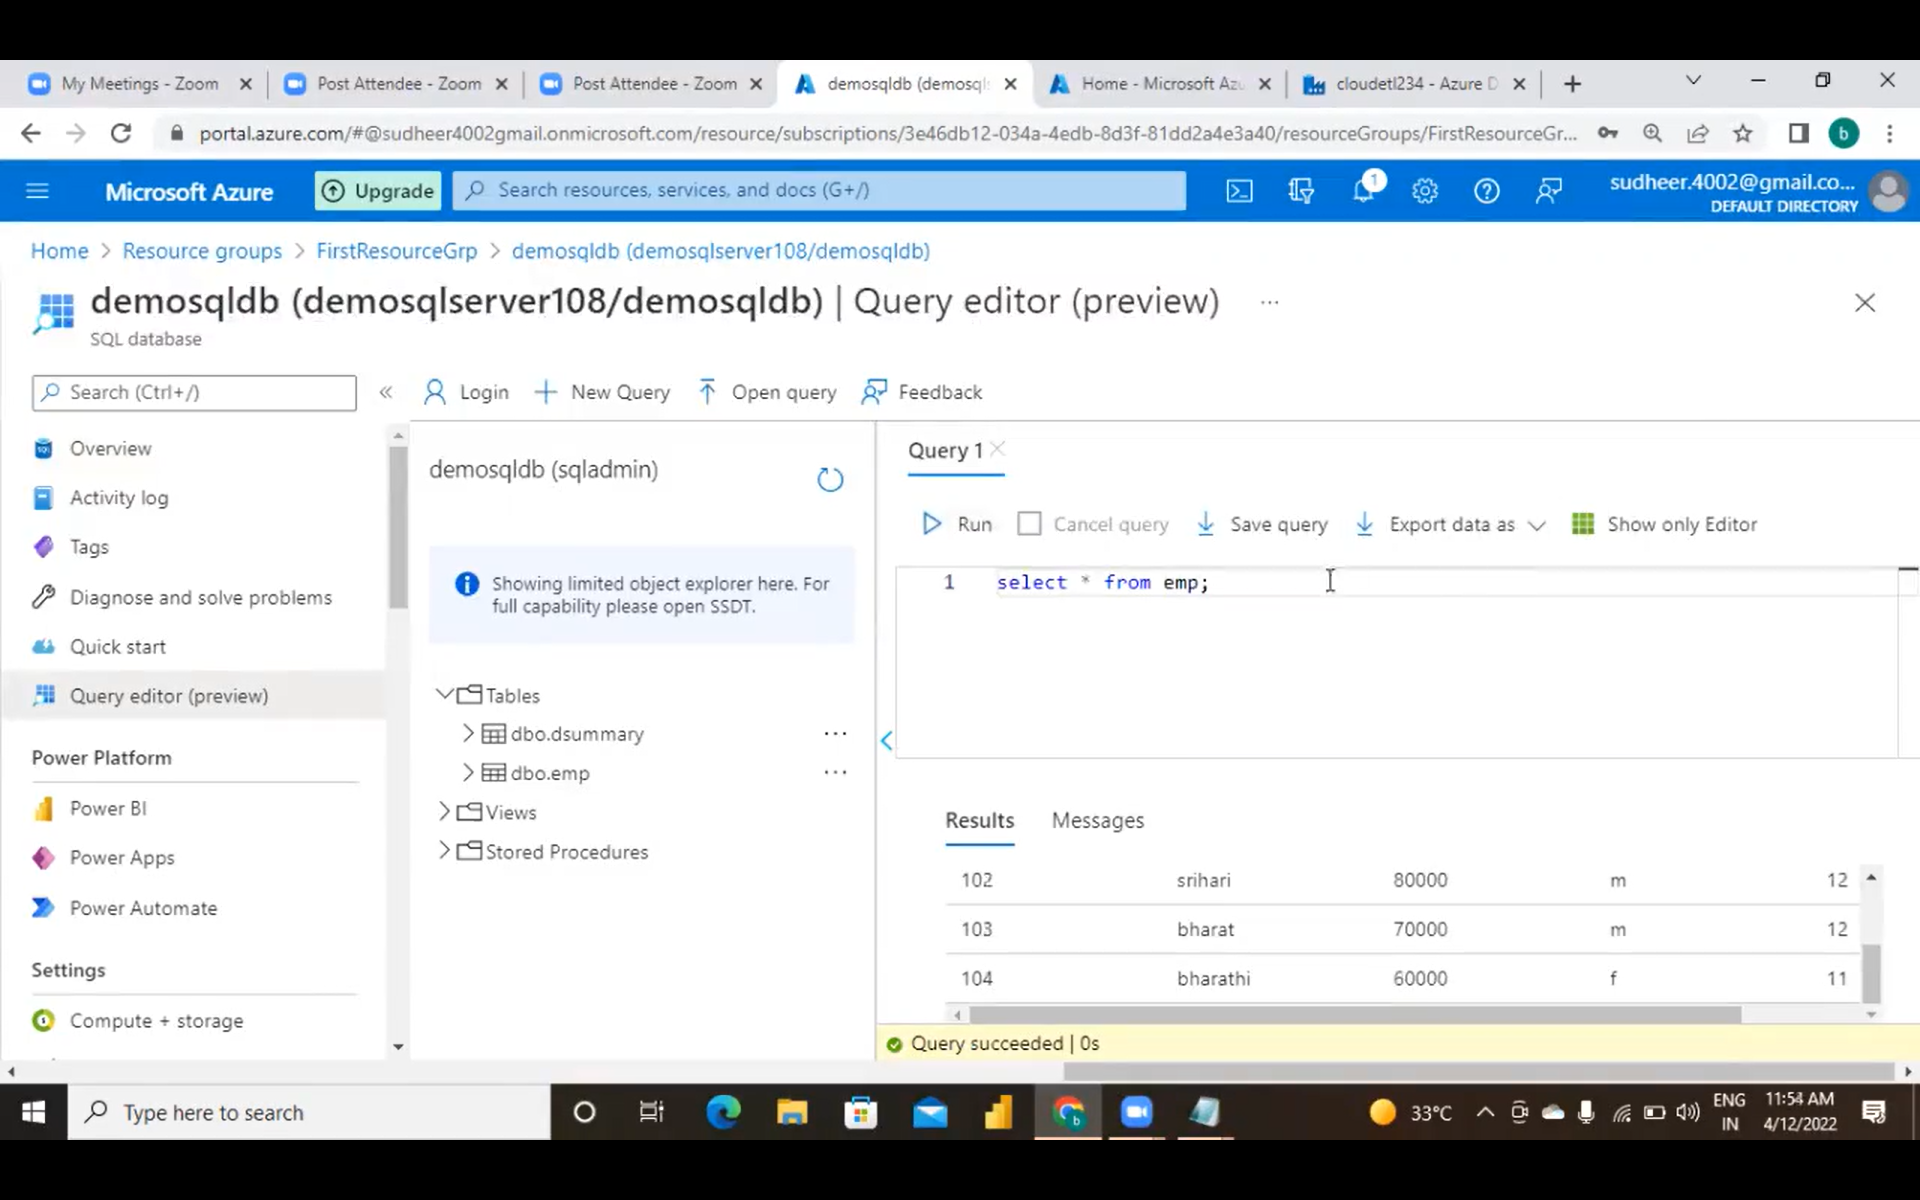 My Meetings - Zoom
Post Attendee - Zoom
Post Attendee - Zoom
demosqldb (demosqls
Home - Microsoft Azu
cloudetl234 - Azure D
portal.azure.com/#@sudheer4002gmail.onmicrosoft.com/resource/subscriptions/3e46db12-034a-4edb-8d3f-81dd2a4e3a40/resourceGroups/FirstResourceGr...
b
Microsoft Azure
Upgrade
Search resources, services, and docs (G+/)
1
sudheer.4002@gmail.co...
DEFAULT DIRECTORY
Home > Resource groups > FirstResourceGrp > demosqldb (demosqlserver108/demosqldb)
demosqldb (demosqlserver108/demosqldb) | Query editor (preview) ...
SQL database
Search (Ctrl+/)
«
Login
New Query
Open query
Feedback
Overview
Activity log
Tags
Diagnose and solve problems
Quick start
Query editor (preview)
Power Platform
Power BI
Power Apps
Power Automate
Settings
Compute + storage
demosqldb (sqladmin)
Showing limited object explorer here. For
full capability please open SSDT.
Tables
dbo.dsummary ...
dbo.emp ...
Views
Stored Procedures
Query 1
Run
Cancel query
Save query
Export data as
Show only Editor
1 select * from emp;
Results
Messages
102 srihari 80000 m 12
103 bharat 70000 m 12
104 bharathi 60000 f 11
Query succeeded | 0s
Type here to search
b
33°C
ENG
IN
11:54 AM
4/12/2022